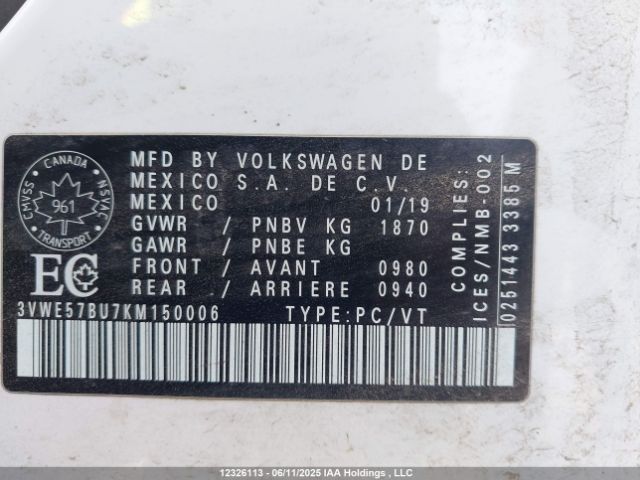 CANADA
CMVSS
NSVAC
961
TRANSPORT
EC
MFD BY VOLKSWAGEN DE
MEXICO S.A. DE C.V.
MEXICO 01/19
GVWR / PNBV KG 1870
GAWR / PNBE KG
FRONT / AVANT 0980
REAR / ARRIERE 0940
3VWE57BU7KM150006 TYPE:PC/VT
COMPLIES:
ICES/NMB-002
0251443 3385 M
12326113 - 06/11/2025 IAA Holdings , LLC